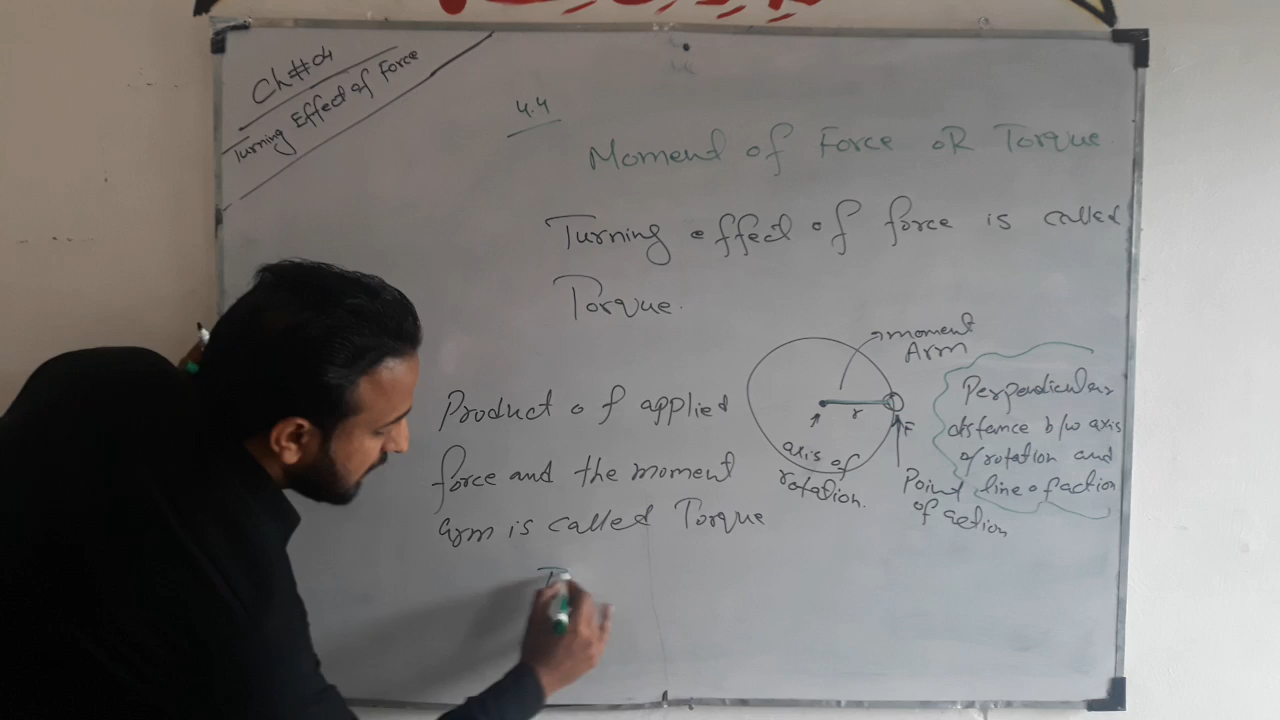 Ch#04
Turning Effect of Force
4.4
Moment of Force OR Torque
Turning effect of force is called
Torque.
Product of applied
force and the moment
arm is called Torque
moment
Arm
r
F
axis of
rotation.
Point
of action
Perpendicular
distance b/w axis
of rotation and
line of action